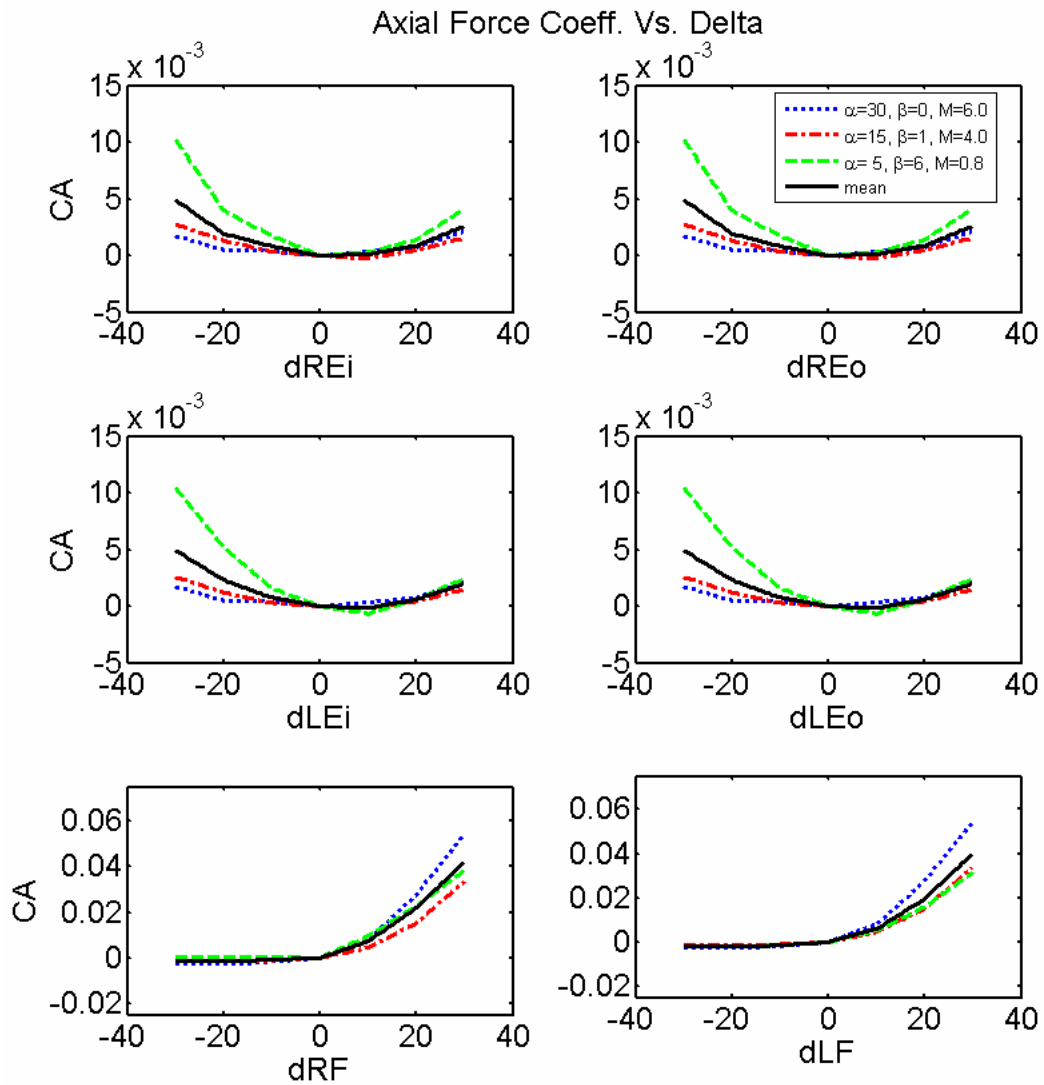 Axial Force Coeff. Vs. Delta
x 10⁻³
15
10
5
0
-5
CA
-40 -20 0 20 40
dREi
x 10⁻³
15
10
5
0
-5
-40 -20 0 20 40
dREo
α=30, β=0, M=6.0
α=15, β=1, M=4.0
α= 5, β=6, M=0.8
mean
x 10⁻³
15
10
5
0
-5
CA
-40 -20 0 20 40
dLEi
x 10⁻³
15
10
5
0
-5
-40 -20 0 20 40
dLEo
0.06
0.04
0.02
0
-0.02
CA
-40 -20 0 20 40
dRF
0.06
0.04
0.02
0
-0.02
-40 -20 0 20 40
dLF